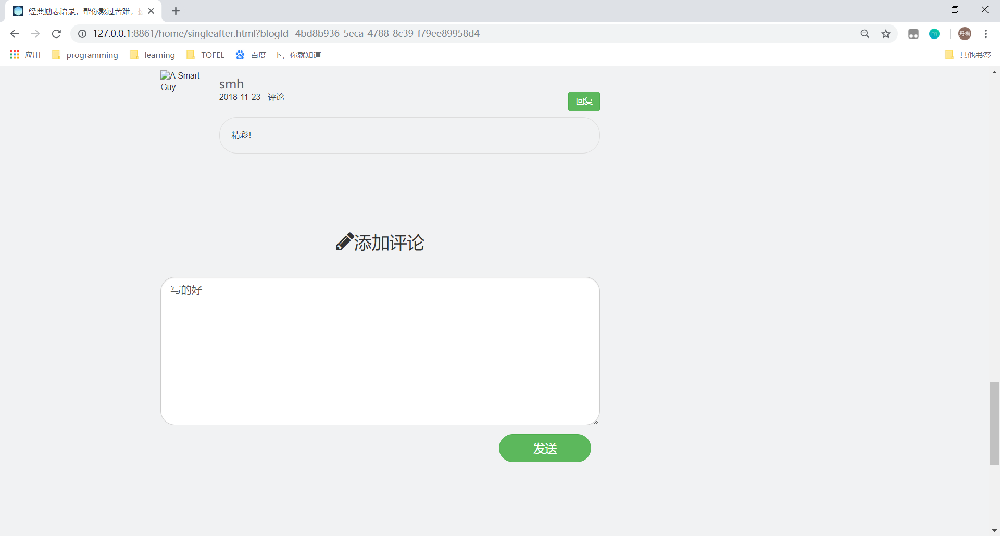 经典励志语录，帮你熬过苦难，
127.0.0.1:8861/home/singleafter.html?blogId=4bd8b936-5eca-4788-8c39-f79ee89958d4
丹梅
应用 programming learning TOFEL 百度一下，你就知道 其他书签
A Smart
Guy
smh
2018-11-23 - 评论
回复
精彩!
添加评论
写的好
发送